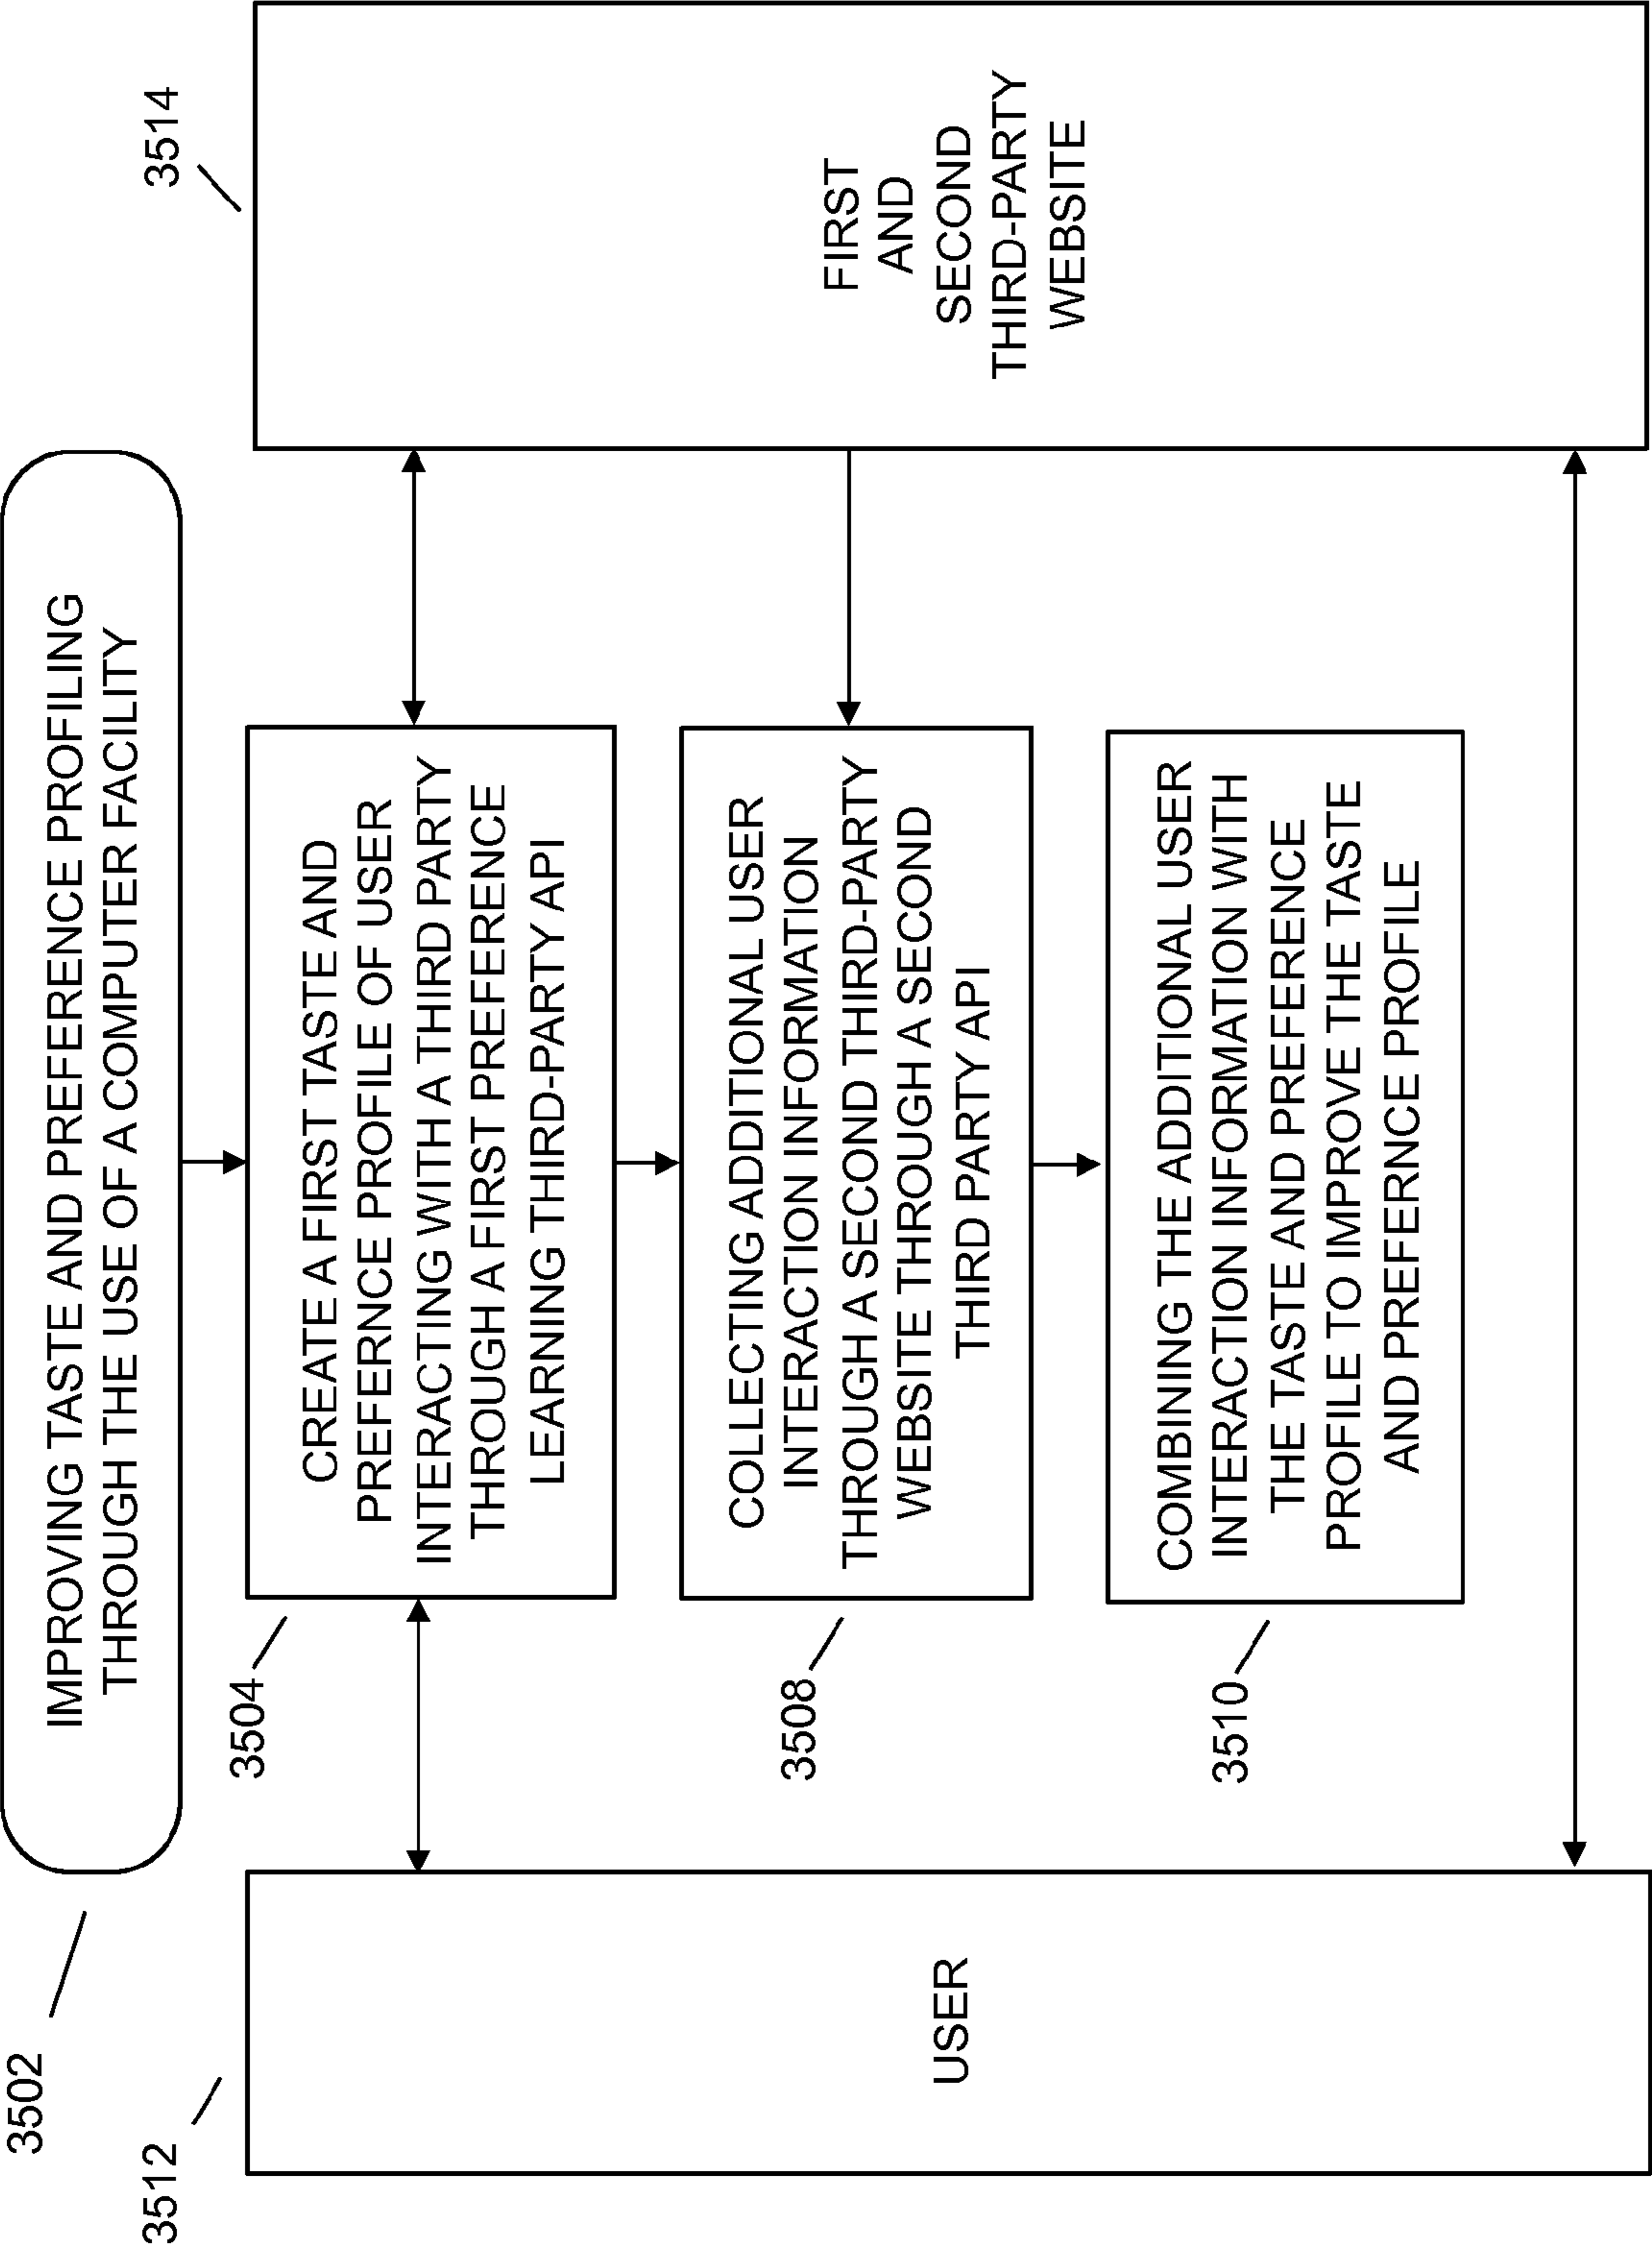 3502
IMPROVING TASTE AND PREFERENCE PROFILING
THROUGH THE USE OF A COMPUTER FACILITY
3512
USER
3504
CREATE A FIRST TASTE AND
PREFERNCE PROFILE OF USER
INTERACTING WITH A THIRD PARTY
THROUGH A FIRST PREFERENCE
LEARNING THIRD-PARTY API
3508
COLLECTING ADDITIONAL USER
INTERACTION INFORMATION
THROUGH A SECOND THIRD-PARTY
WEBSITE THROUGH A SECOND
THIRD PARTY API
3510
COMBINING THE ADDITIONAL USER
INTERACTION INFORMATION WITH
THE TASTE AND PREFERENCE
PROFILE TO IMPROVE THE TASTE
AND PREFERENCE PROFILE
3514
FIRST
AND
SECOND
THIRD-PARTY
WEBSITE